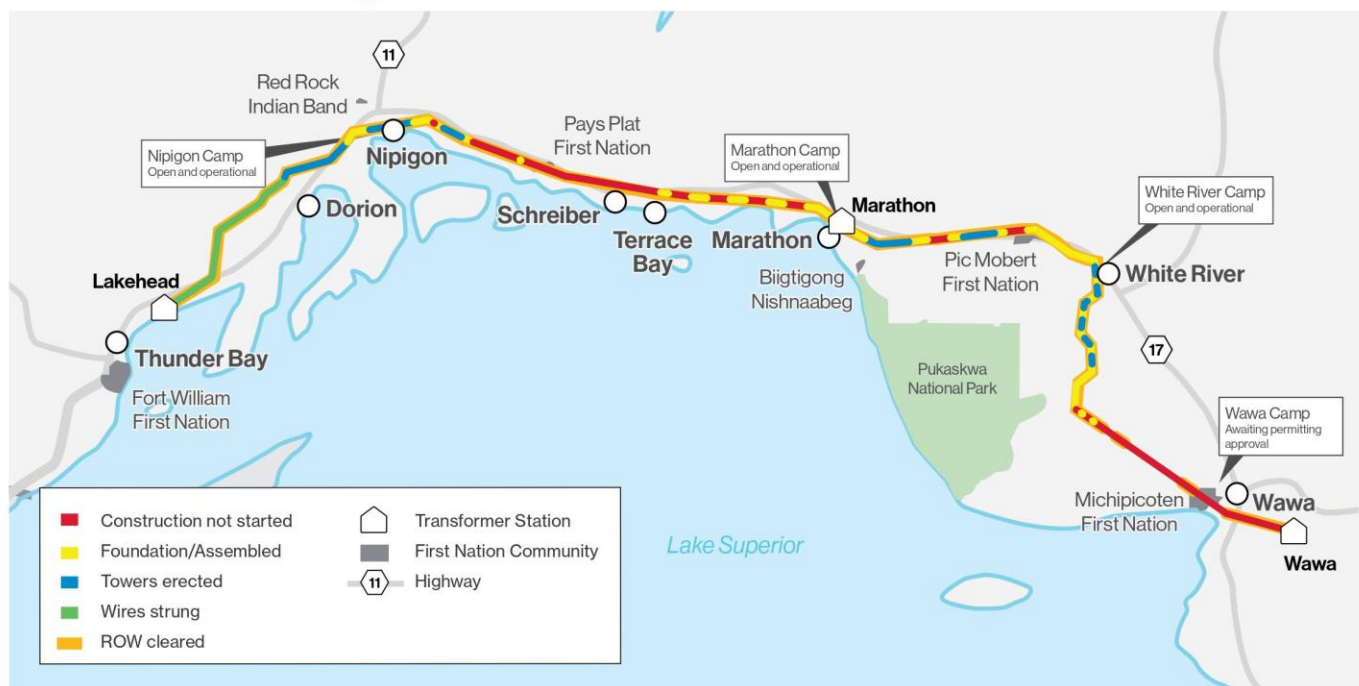 11
Red Rock
Indian Band
Nipigon Camp
Open and operational
Nipigon
Pays Plat
First Nation
Marathon Camp
Open and operational
White River Camp
Open and operational
Dorion
Schreiber
Terrace
Bay
Marathon
Marathon
Biigtigong
Nishnaabeg
Pic Mobert
First Nation
White River
Lakehead
Thunder Bay
Fort William
First Nation
17
Pukaskwa
National Park
Wawa Camp
Awaiting permitting
approval
Michipicoten
First Nation
Wawa
Wawa
Lake Superior
Construction not started
Foundation/Assembled
Towers erected
Wires strung
ROW cleared
Transformer Station
First Nation Community
11
Highway